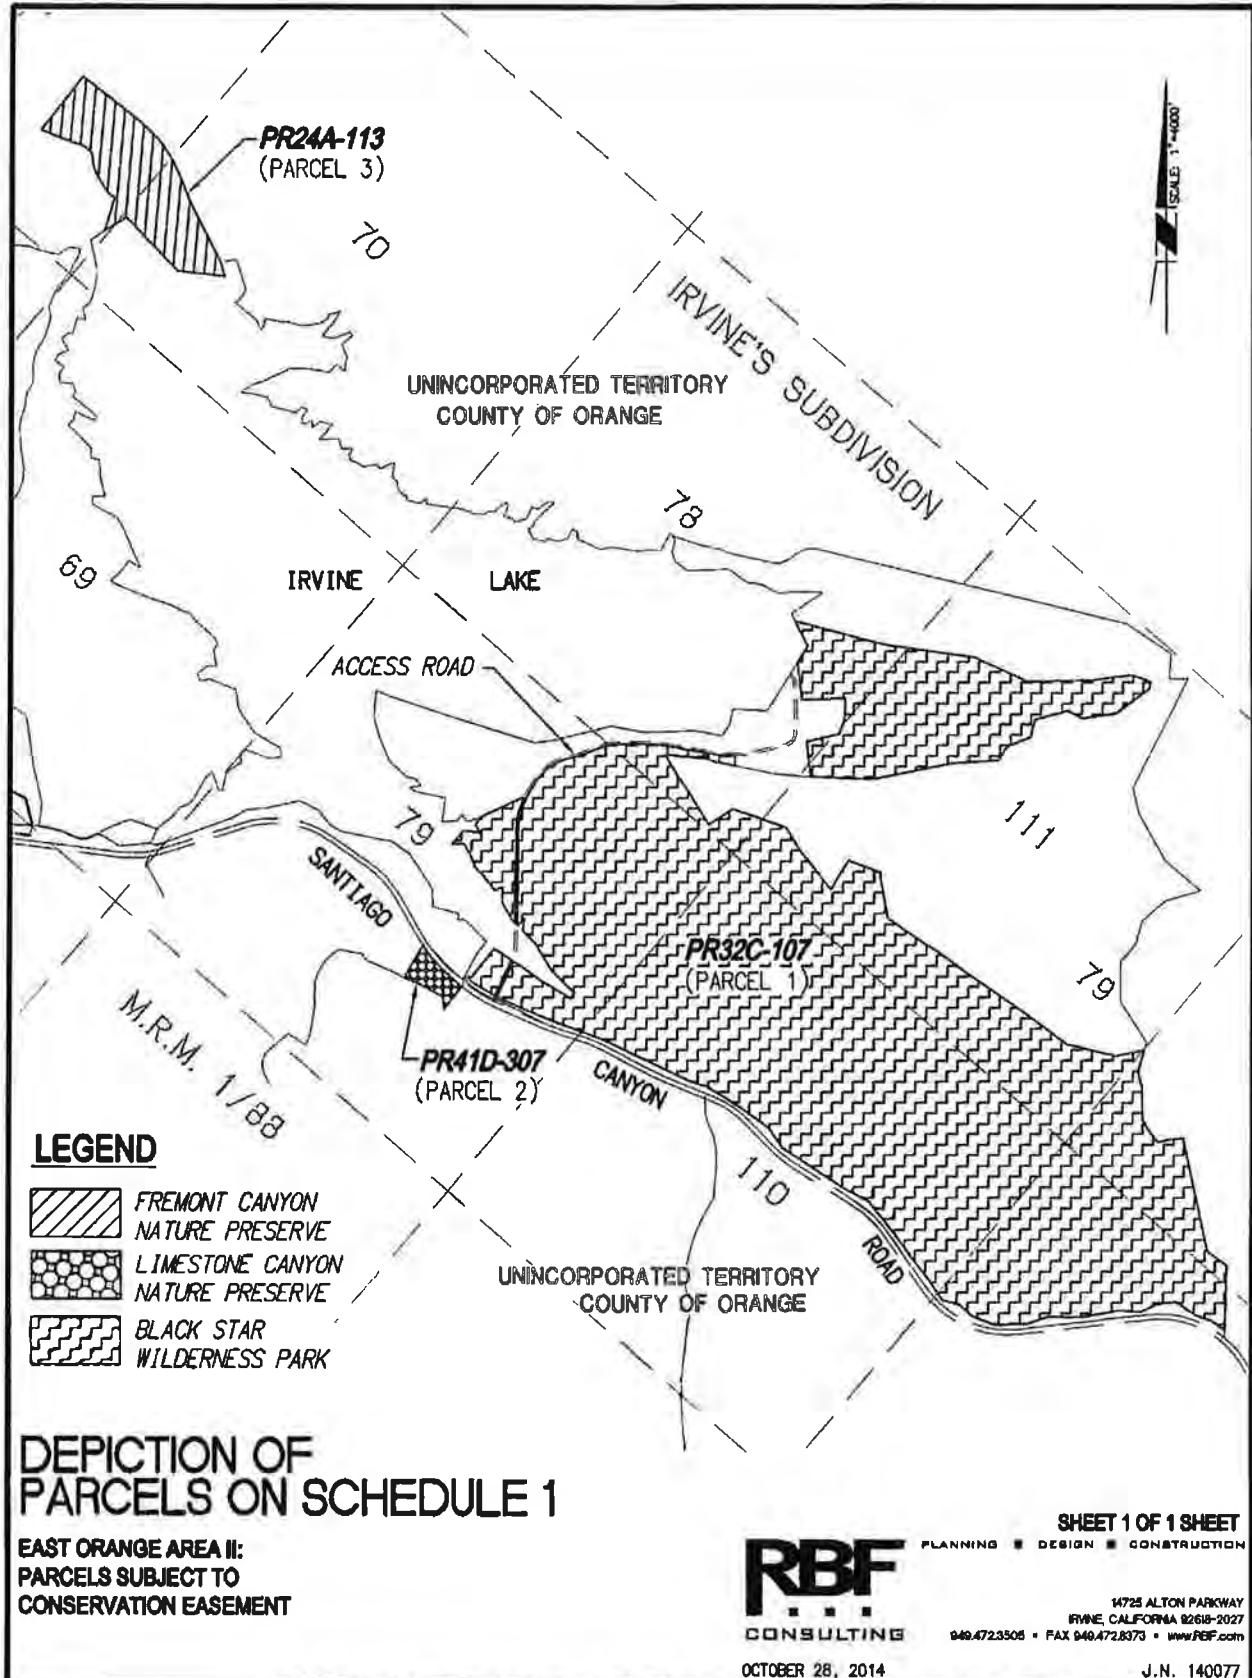 PR24A-113
(PARCEL 3)
SCALE: 1"=4000'
70
IRVINE'S SUBDIVISION
UNINCORPORATED TERRITORY
COUNTY OF ORANGE
78
69
IRVINE LAKE
ACCESS ROAD
111
79
SANTIAGO
PR32C-107
(PARCEL 1)
79
M.R.M. 1/88
PR41D-307
(PARCEL 2)
CANYON
110
ROAD
UNINCORPORATED TERRITORY
COUNTY OF ORANGE
LEGEND
FREMONT CANYON
NATURE PRESERVE
LIMESTONE CANYON
NATURE PRESERVE
BLACK STAR
WILDERNESS PARK
DEPICTION OF
PARCELS ON SCHEDULE 1
EAST ORANGE AREA II:
PARCELS SUBJECT TO
CONSERVATION EASEMENT
SHEET 1 OF 1 SHEET
PLANNING ■ DESIGN ■ CONSTRUCTION
RBF
CONSULTING
14725 ALTON PARKWAY
IRVINE, CALIFORNIA 92618-2027
949.472.3505 • FAX 949.472.8373 • www.RBF.com
OCTOBER 28, 2014
J.N. 140077